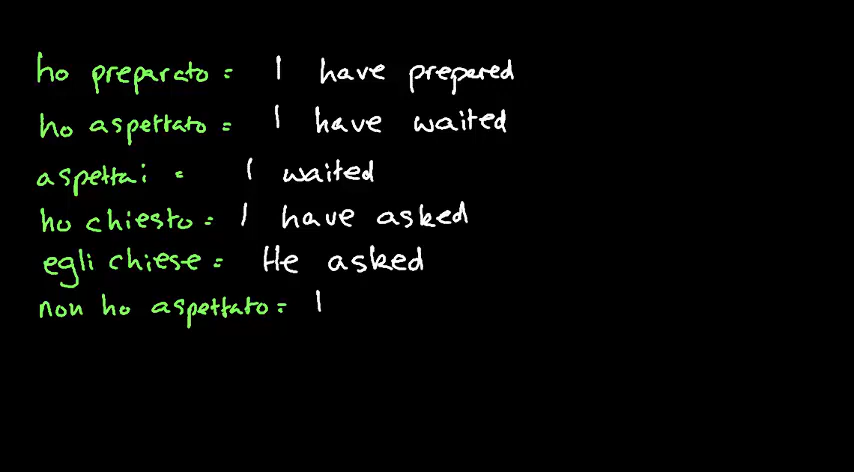 ho preparato = I have prepared
ho aspettato = I have waited
aspettai = I waited
ho chiesto = I have asked
egli chiese = He asked
non ho aspettato = I